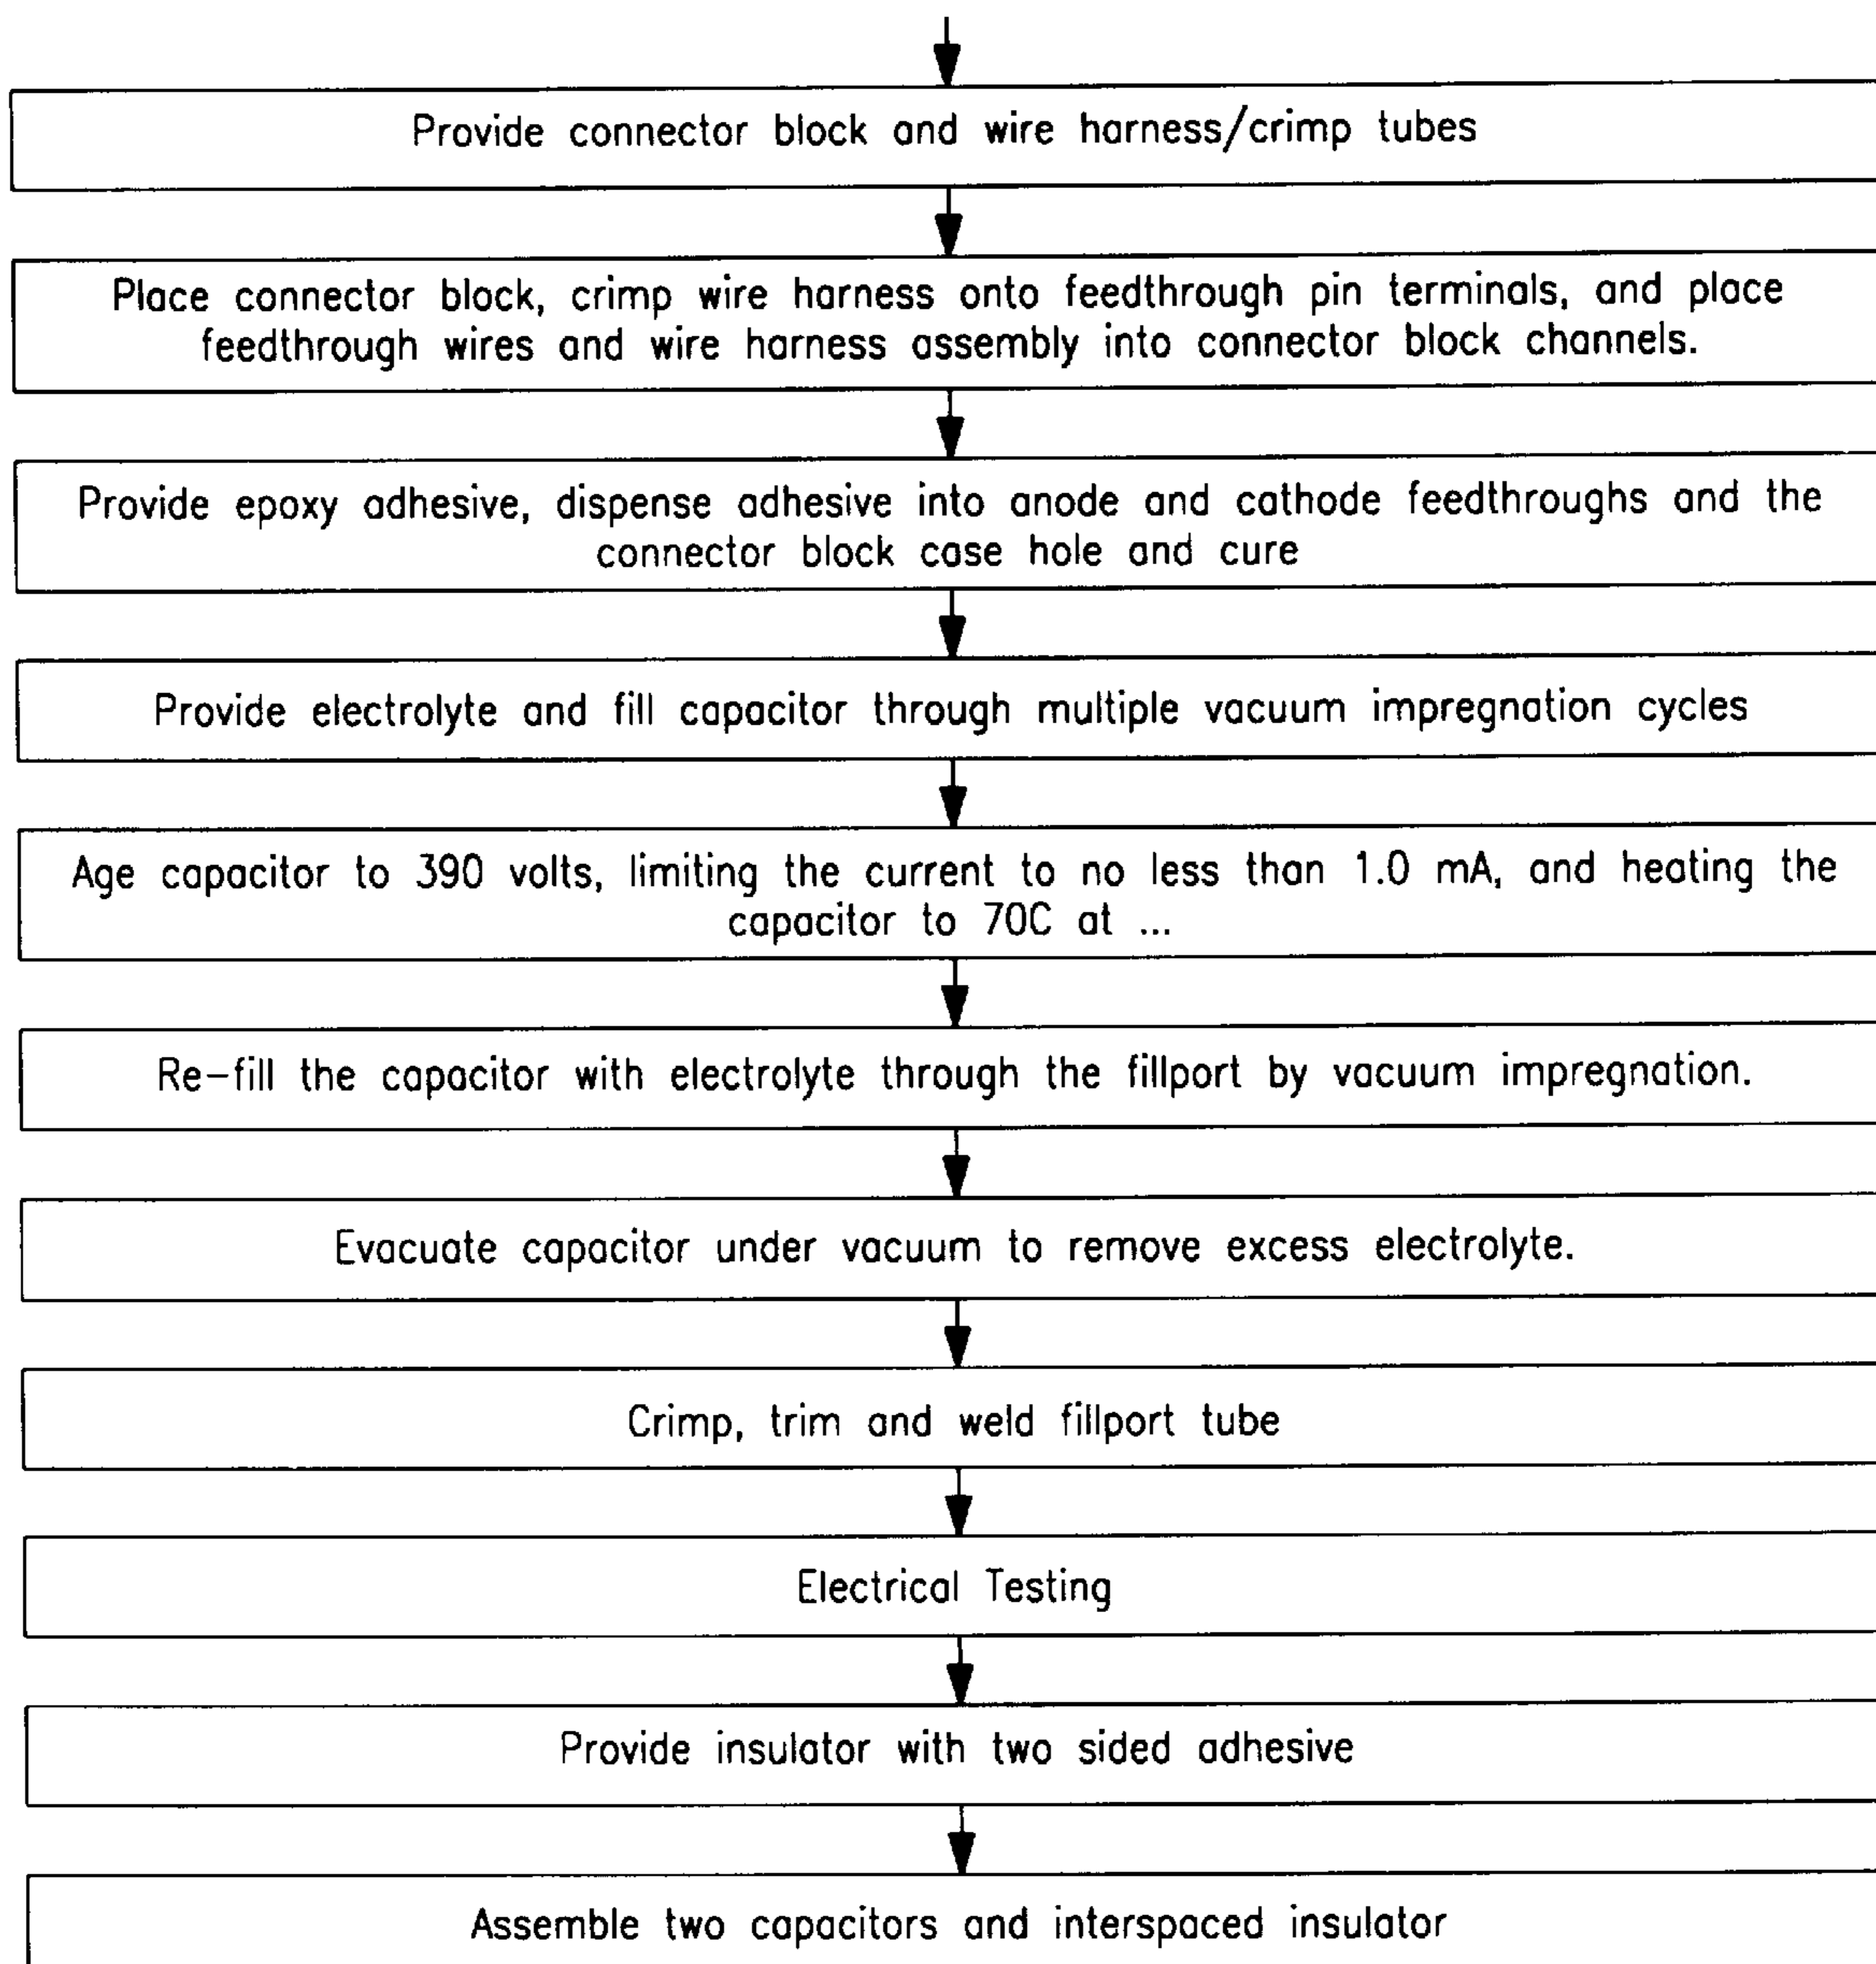 Provide connector block and wire harness/crimp tubes
Place connector block, crimp wire harness onto feedthrough pin terminals, and place
feedthrough wires and wire harness assembly into connector block channels.
Provide epoxy adhesive, dispense adhesive into anode and cathode feedthroughs and the
connector block case hole and cure
Provide electrolyte and fill capacitor through multiple vacuum impregnation cycles
Age capacitor to 390 volts, limiting the current to no less than 1.0 mA, and heating the
capacitor to 70C at ...
Re-fill the capacitor with electrolyte through the fillport by vacuum impregnation.
Evacuate capacitor under vacuum to remove excess electrolyte.
Crimp, trim and weld fillport tube
Electrical Testing
Provide insulator with two sided adhesive
Assemble two capacitors and interspaced insulator